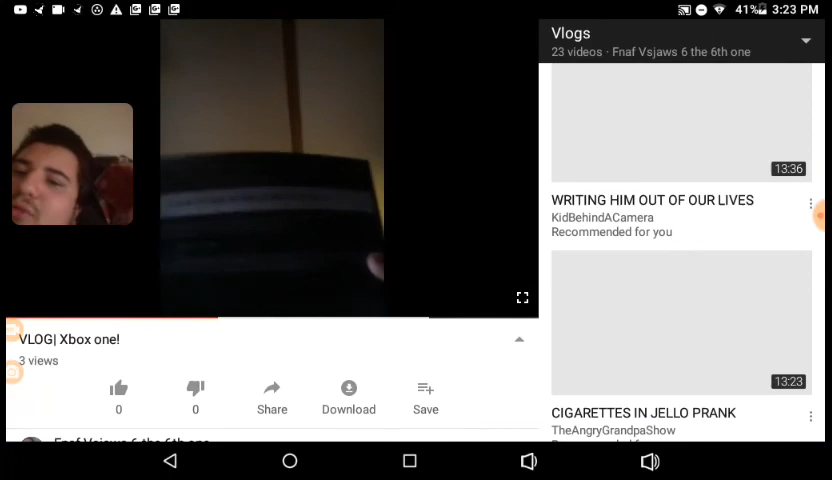 41% 3:23 PM
Vlogs
23 videos · Fnaf Vsjaws 6 the 6th one
13:36
WRITING HIM OUT OF OUR LIVES
KidBehindACamera
Recommended for you
VLOG| Xbox one!
3 views
0
0
Share
Download
Save
13:23
CIGARETTES IN JELLO PRANK
TheAngryGrandpaShow
Fnaf Vsjaws 6 the 6th one